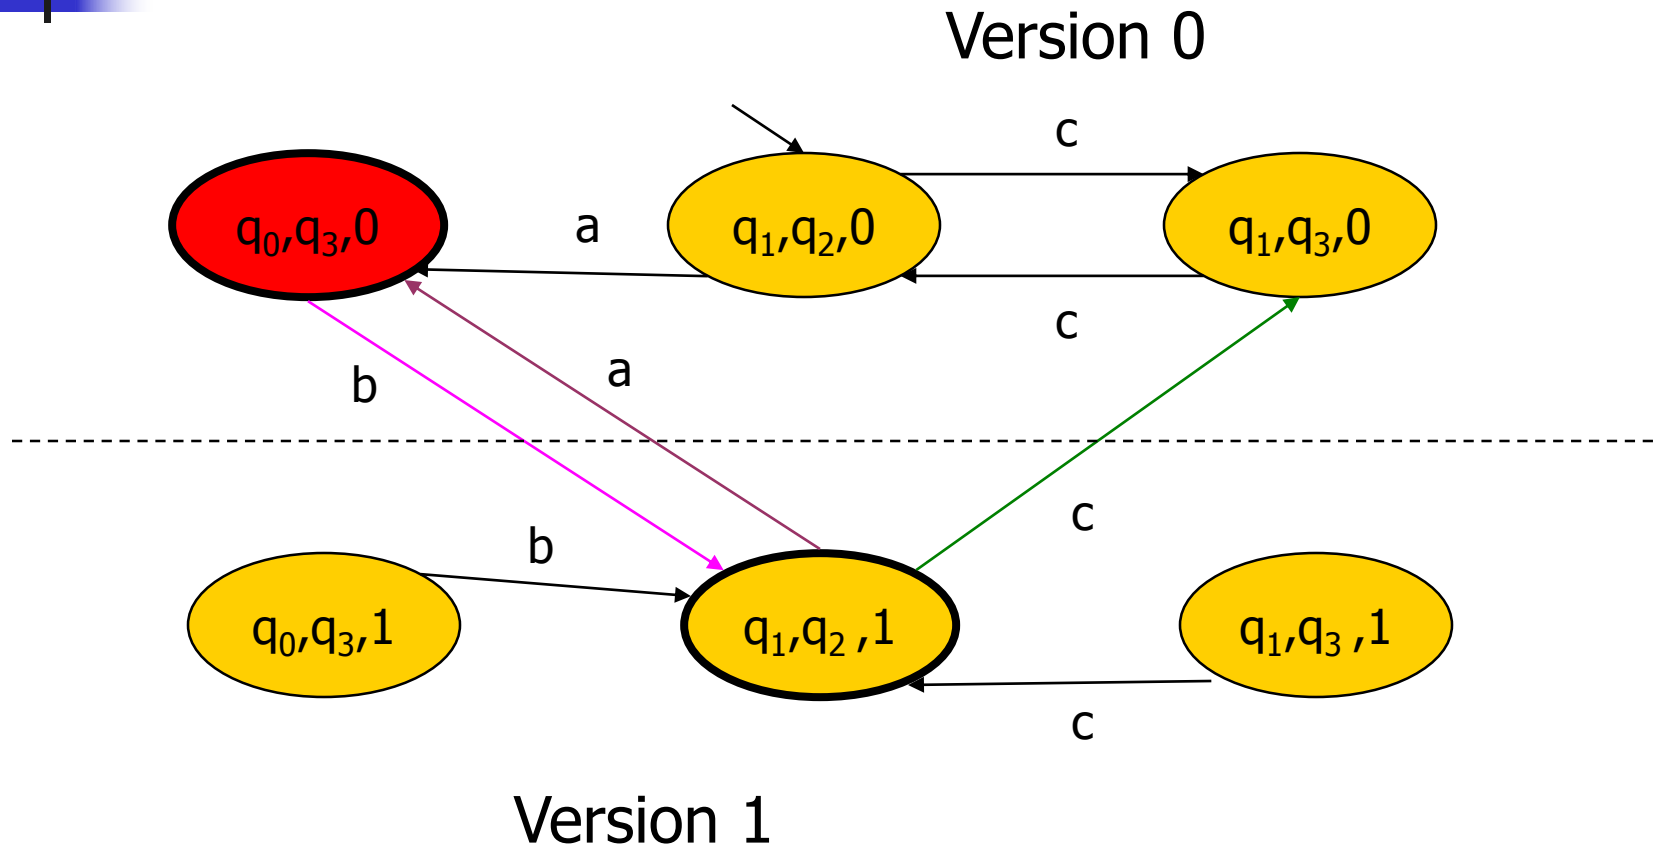 Version 0
c
q₀,q₃,0
a
q₁,q₂,0
q₁,q₃,0
c
b
a
b
c
q₀,q₃,1
q₁,q₂ ,1
q₁,q₃ ,1
c
Version 1